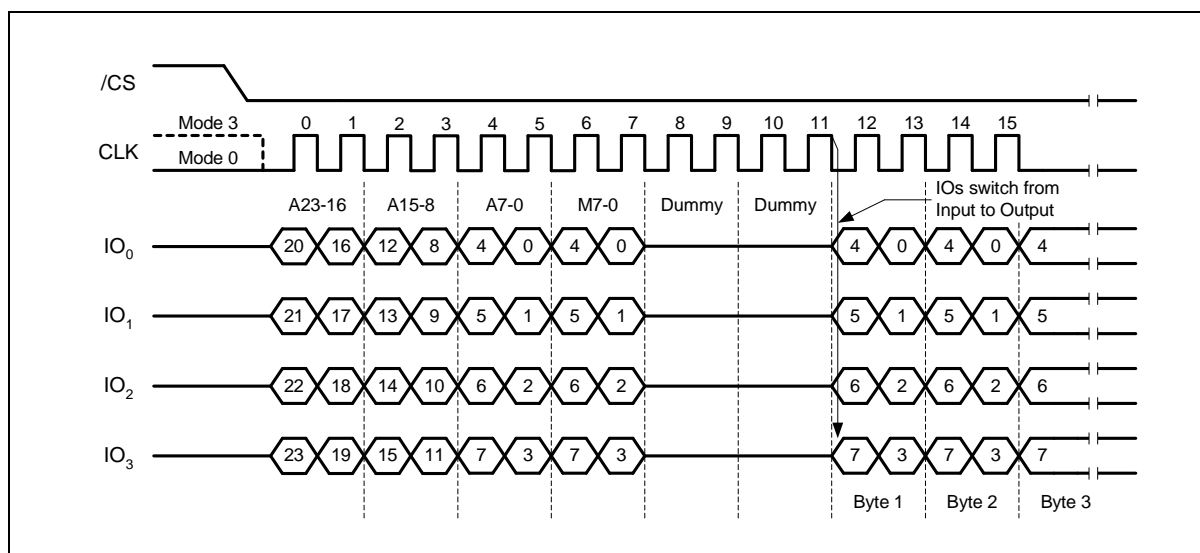 /CS
Mode 3
0 1 2 3 4 5 6 7 8 9 10 11 12 13 14 15
CLK
Mode 0
IOs switch from
Input to Output
A23-16 A15-8 A7-0 M7-0 Dummy Dummy
IO0 20 16 12 8 4 0 4 0 4 0 4 0 4
IO1 21 17 13 9 5 1 5 1 5 1 5 1 5
IO2 22 18 14 10 6 2 6 2 6 2 6 2 6
IO3 23 19 15 11 7 3 7 3 7 3 7 3 7
Byte 1 Byte 2 Byte 3